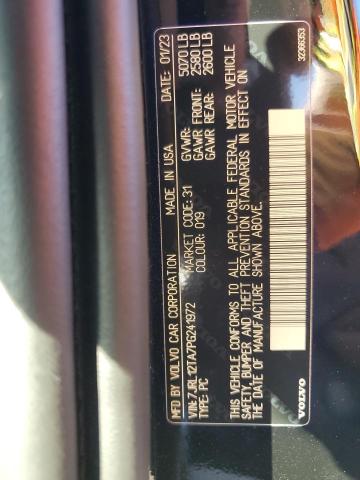 MFD BY VOLVO CAR CORPORATION MADE IN USA DATE: 01/23
VIN: 7JRL12TA7PG241972 MARKET CODE: 31 GVWR: 5070 LB
TYPE: PC COLOUR: 019 GAWR FRONT: 2580 LB
GAWR REAR: 2600 LB
THIS VEHICLE CONFORMS TO ALL APPLICABLE FEDERAL MOTOR VEHICLE
SAFETY, BUMPER AND THEFT PREVENTION STANDARDS IN EFFECT ON
THE DATE OF MANUFACTURE SHOWN ABOVE.
VOLVO 32366353